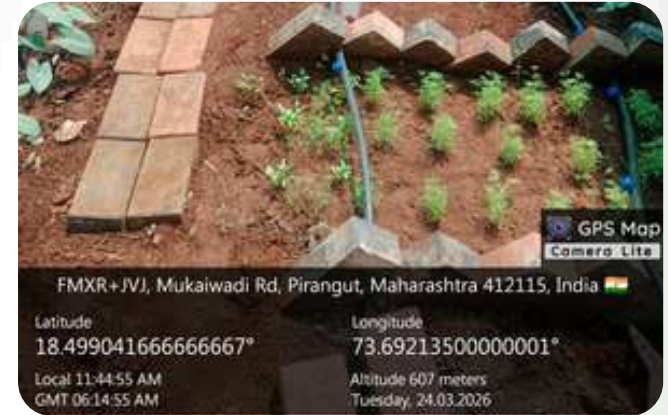 GPS Map
Camera Lite
FMXR+JVJ, Mukaiwadi Rd, Pirangut, Maharashtra 412115, India
Latitude
18.499041666666667°
Longitude
73.69213500000001°
Local 11:44:55 AM
GMT 06:14:55 AM
Altitude 607 meters
Tuesday, 24.03.2026